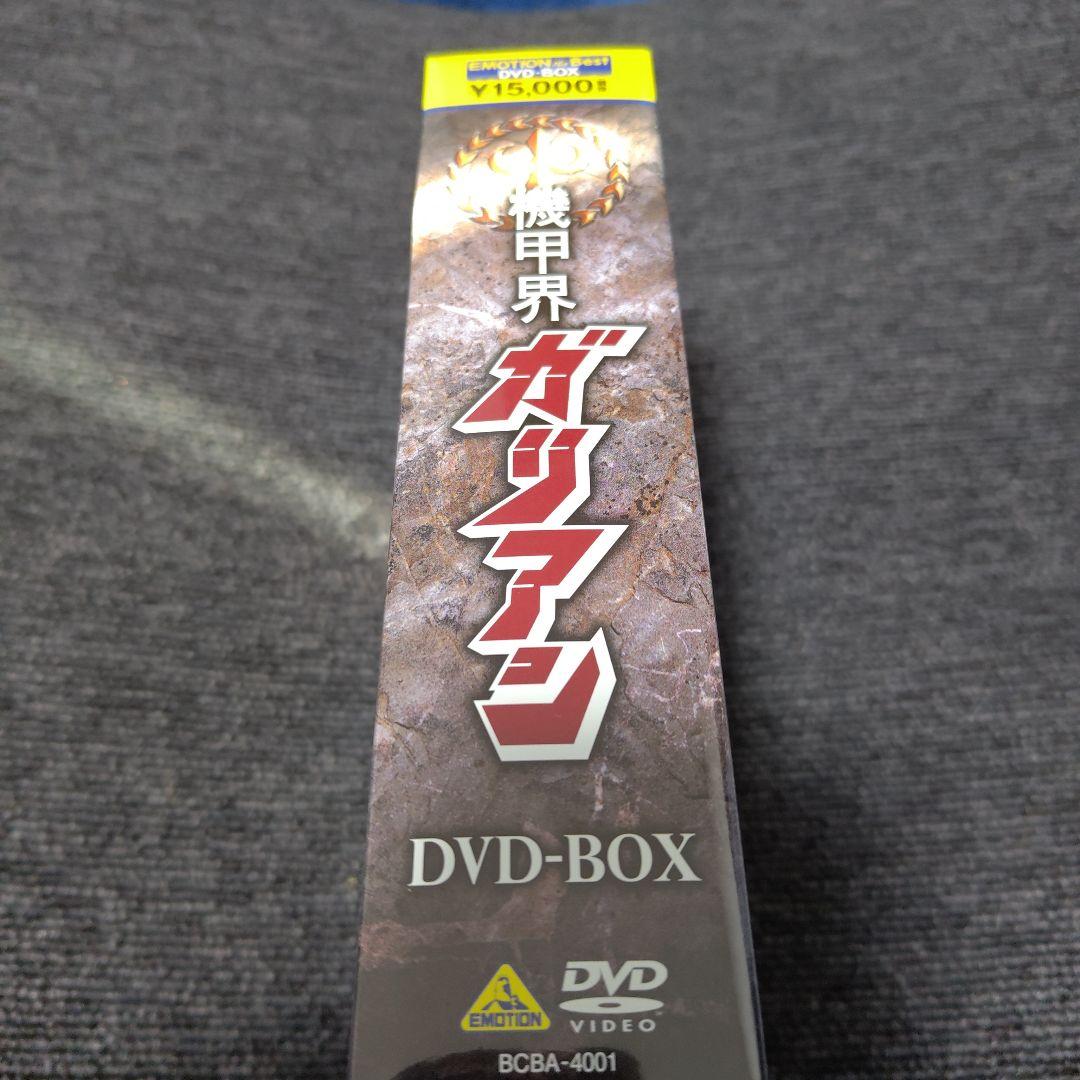 EMOTION the Best
DVD-BOX
¥15,000
機甲界
ガリアン
DVD-BOX
EMOTION
DVD
VIDEO
BCBA-4001